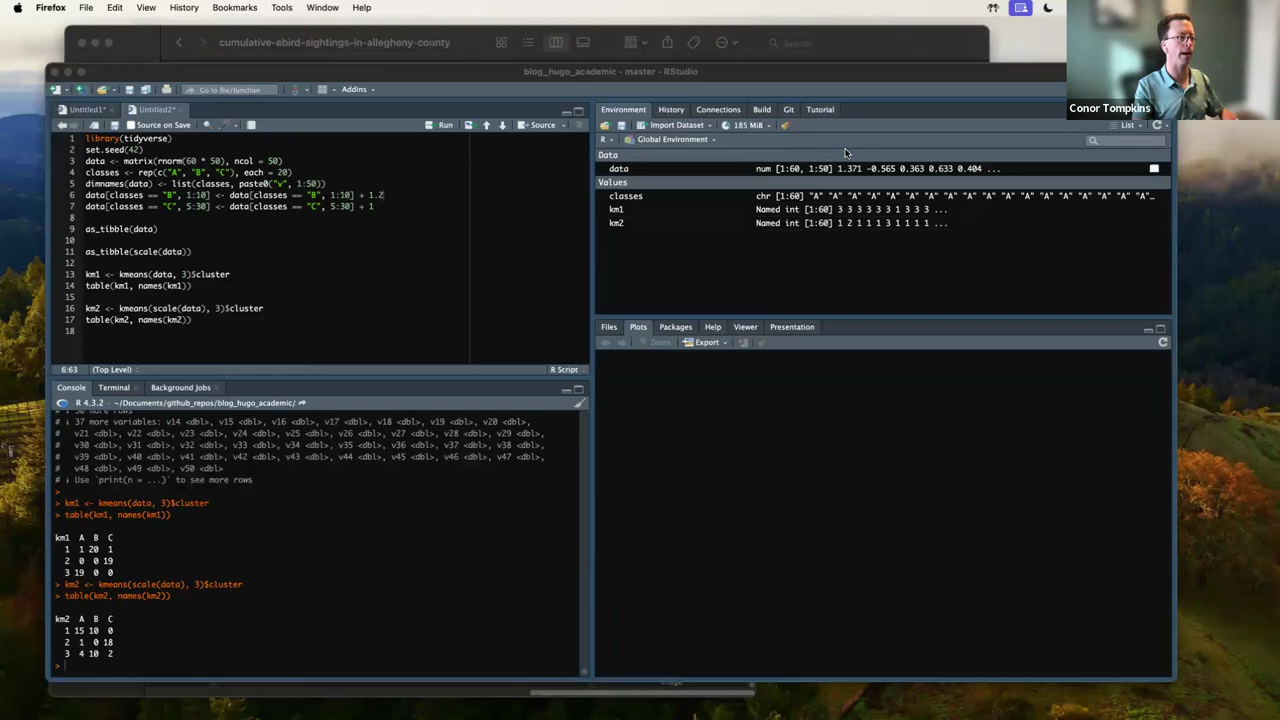 Firefox File Edit View History Bookmarks Tools Window Help
cumulative-ebird-sightings-in-allegheny-county
Search
Conor Tompkins
blog_hugo_academic - master - RStudio
Go to file/function
Addins
Untitled1*
Untitled2*
Source on Save
Run
Source
1 library(tidyverse)
2 set.seed(42)
3 data <- matrix(rnorm(60 * 50), ncol = 50)
4 classes <- rep(c("A", "B", "C"), each = 20)
5 dimnames(data) <- list(classes, paste0("v", 1:50))
6 data[classes == "B", 1:10] <- data[classes == "B", 1:10] + 1.2
7 data[classes == "C", 5:30] <- data[classes == "C", 5:30] + 1
8
9 as_tibble(data)
10
11 as_tibble(scale(data))
12
13 km1 <- kmeans(data, 3)$cluster
14 table(km1, names(km1))
15
16 km2 <- kmeans(scale(data), 3)$cluster
17 table(km2, names(km2))
18
6:63 (Top Level) R Script
Console Terminal Background Jobs
R 4.3.2 · ~/Documents/github_repos/blog_hugo_academic/
# ℹ 37 more variables: v14 <dbl>, v15 <dbl>, v16 <dbl>, v17 <dbl>, v18 <dbl>, v19 <dbl>, v20 <dbl>,
# v21 <dbl>, v22 <dbl>, v23 <dbl>, v24 <dbl>, v25 <dbl>, v26 <dbl>, v27 <dbl>, v28 <dbl>, v29 <dbl>,
# v30 <dbl>, v31 <dbl>, v32 <dbl>, v33 <dbl>, v34 <dbl>, v35 <dbl>, v36 <dbl>, v37 <dbl>, v38 <dbl>,
# v39 <dbl>, v40 <dbl>, v41 <dbl>, v42 <dbl>, v43 <dbl>, v44 <dbl>, v45 <dbl>, v46 <dbl>, v47 <dbl>,
# v48 <dbl>, v49 <dbl>, v50 <dbl>
# ℹ Use `print(n = ...)` to see more rows
>
> km1 <- kmeans(data, 3)$cluster
> table(km1, names(km1))
km1 A B C
1 1 20 1
2 0 0 19
3 19 0 0
> km2 <- kmeans(scale(data), 3)$cluster
> table(km2, names(km2))
km2 A B C
1 15 10 0
2 1 0 18
3 4 10 2
>
Environment History Connections Build Git Tutorial
Import Dataset 185 MiB List
R Global Environment
Data
data num [1:60, 1:50] 1.371 -0.565 0.363 0.633 0.404 ...
Values
classes chr [1:60] "A" "A" "A" "A" "A" "A" "A" "A" "A" "A" "A" "A" "A" "A" "A" "A"…
km1 Named int [1:60] 3 3 3 3 3 3 1 3 3 3 ...
km2 Named int [1:60] 1 2 1 1 1 3 1 1 1 1 ...
Files Plots Packages Help Viewer Presentation
Zoom Export